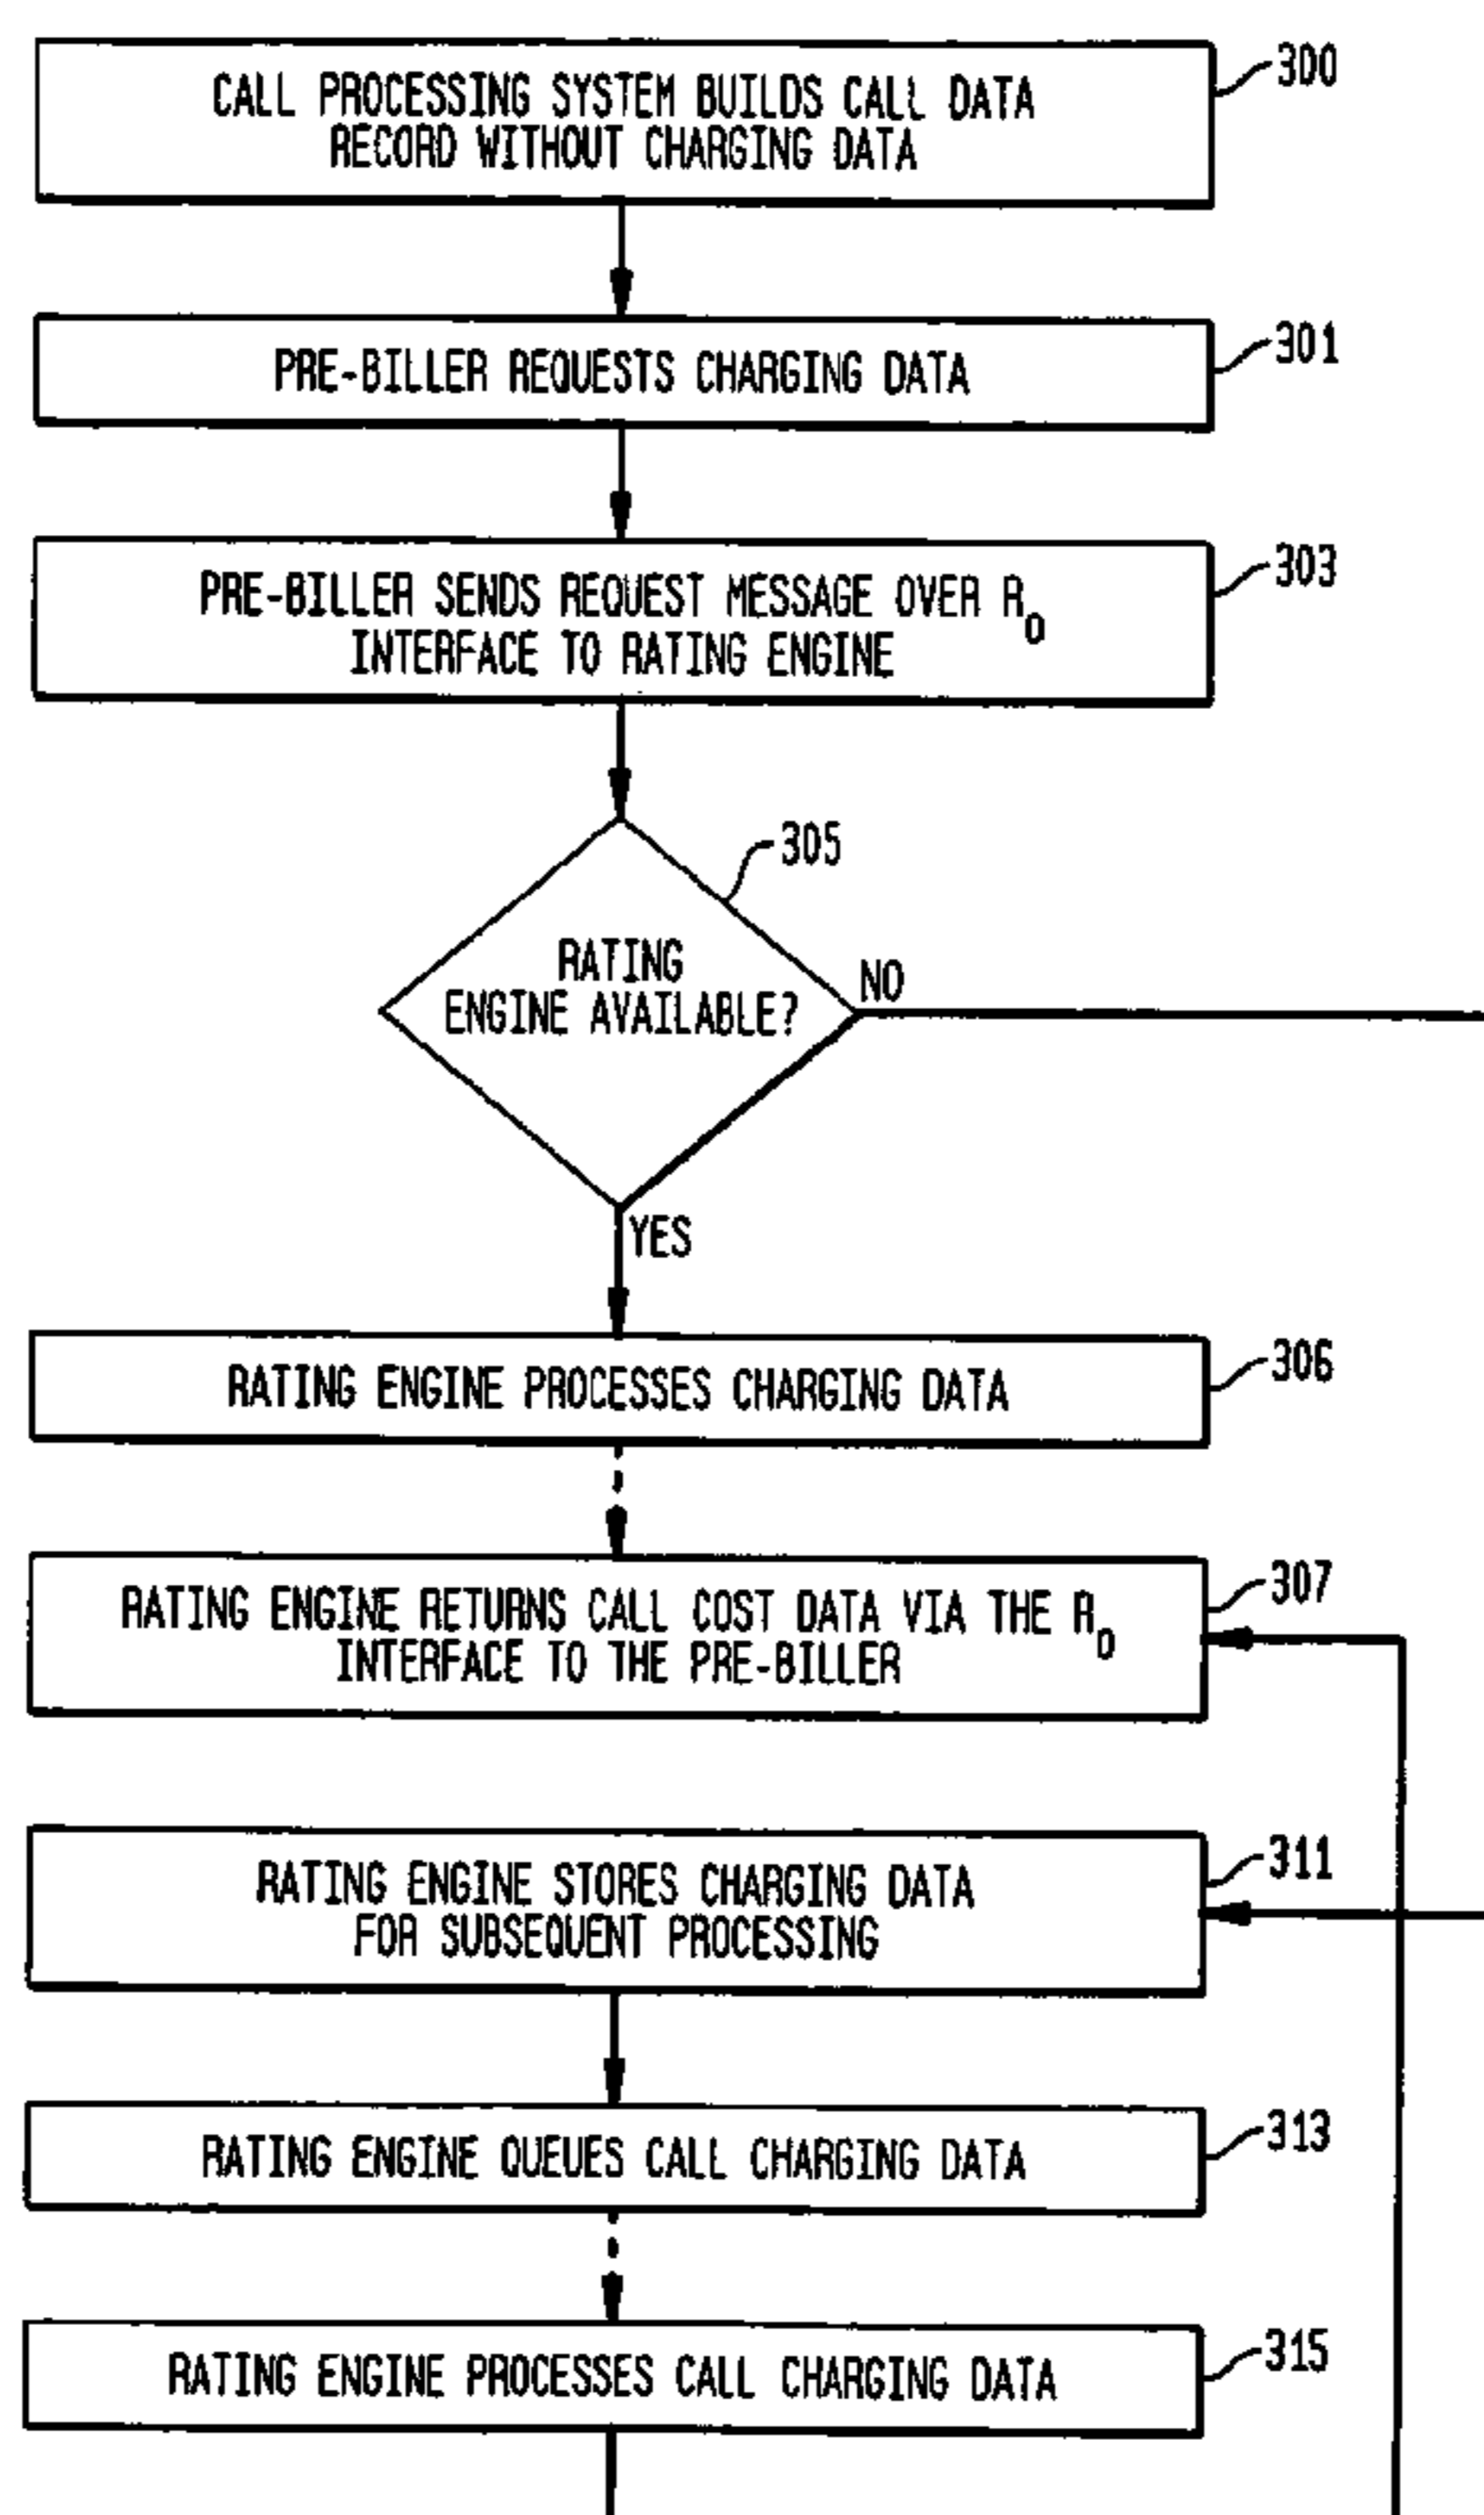 CALL PROCESSING SYSTEM BUILDS CALL DATA
RECORD WITHOUT CHARGING DATA
300
PRE-BILLER REQUESTS CHARGING DATA
301
PRE-BILLER SENDS REQUEST MESSAGE OVER RO
INTERFACE TO RATING ENGINE
303
305
RATING
ENGINE AVAILABLE?
NO
YES
RATING ENGINE PROCESSES CHARGING DATA
306
RATING ENGINE RETURNS CALL COST DATA VIA THE RO
INTERFACE TO THE PRE-BILLER
307
RATING ENGINE STORES CHARGING DATA
FOR SUBSEQUENT PROCESSING
311
RATING ENGINE QUEUES CALL CHARGING DATA
313
RATING ENGINE PROCESSES CALL CHARGING DATA
315